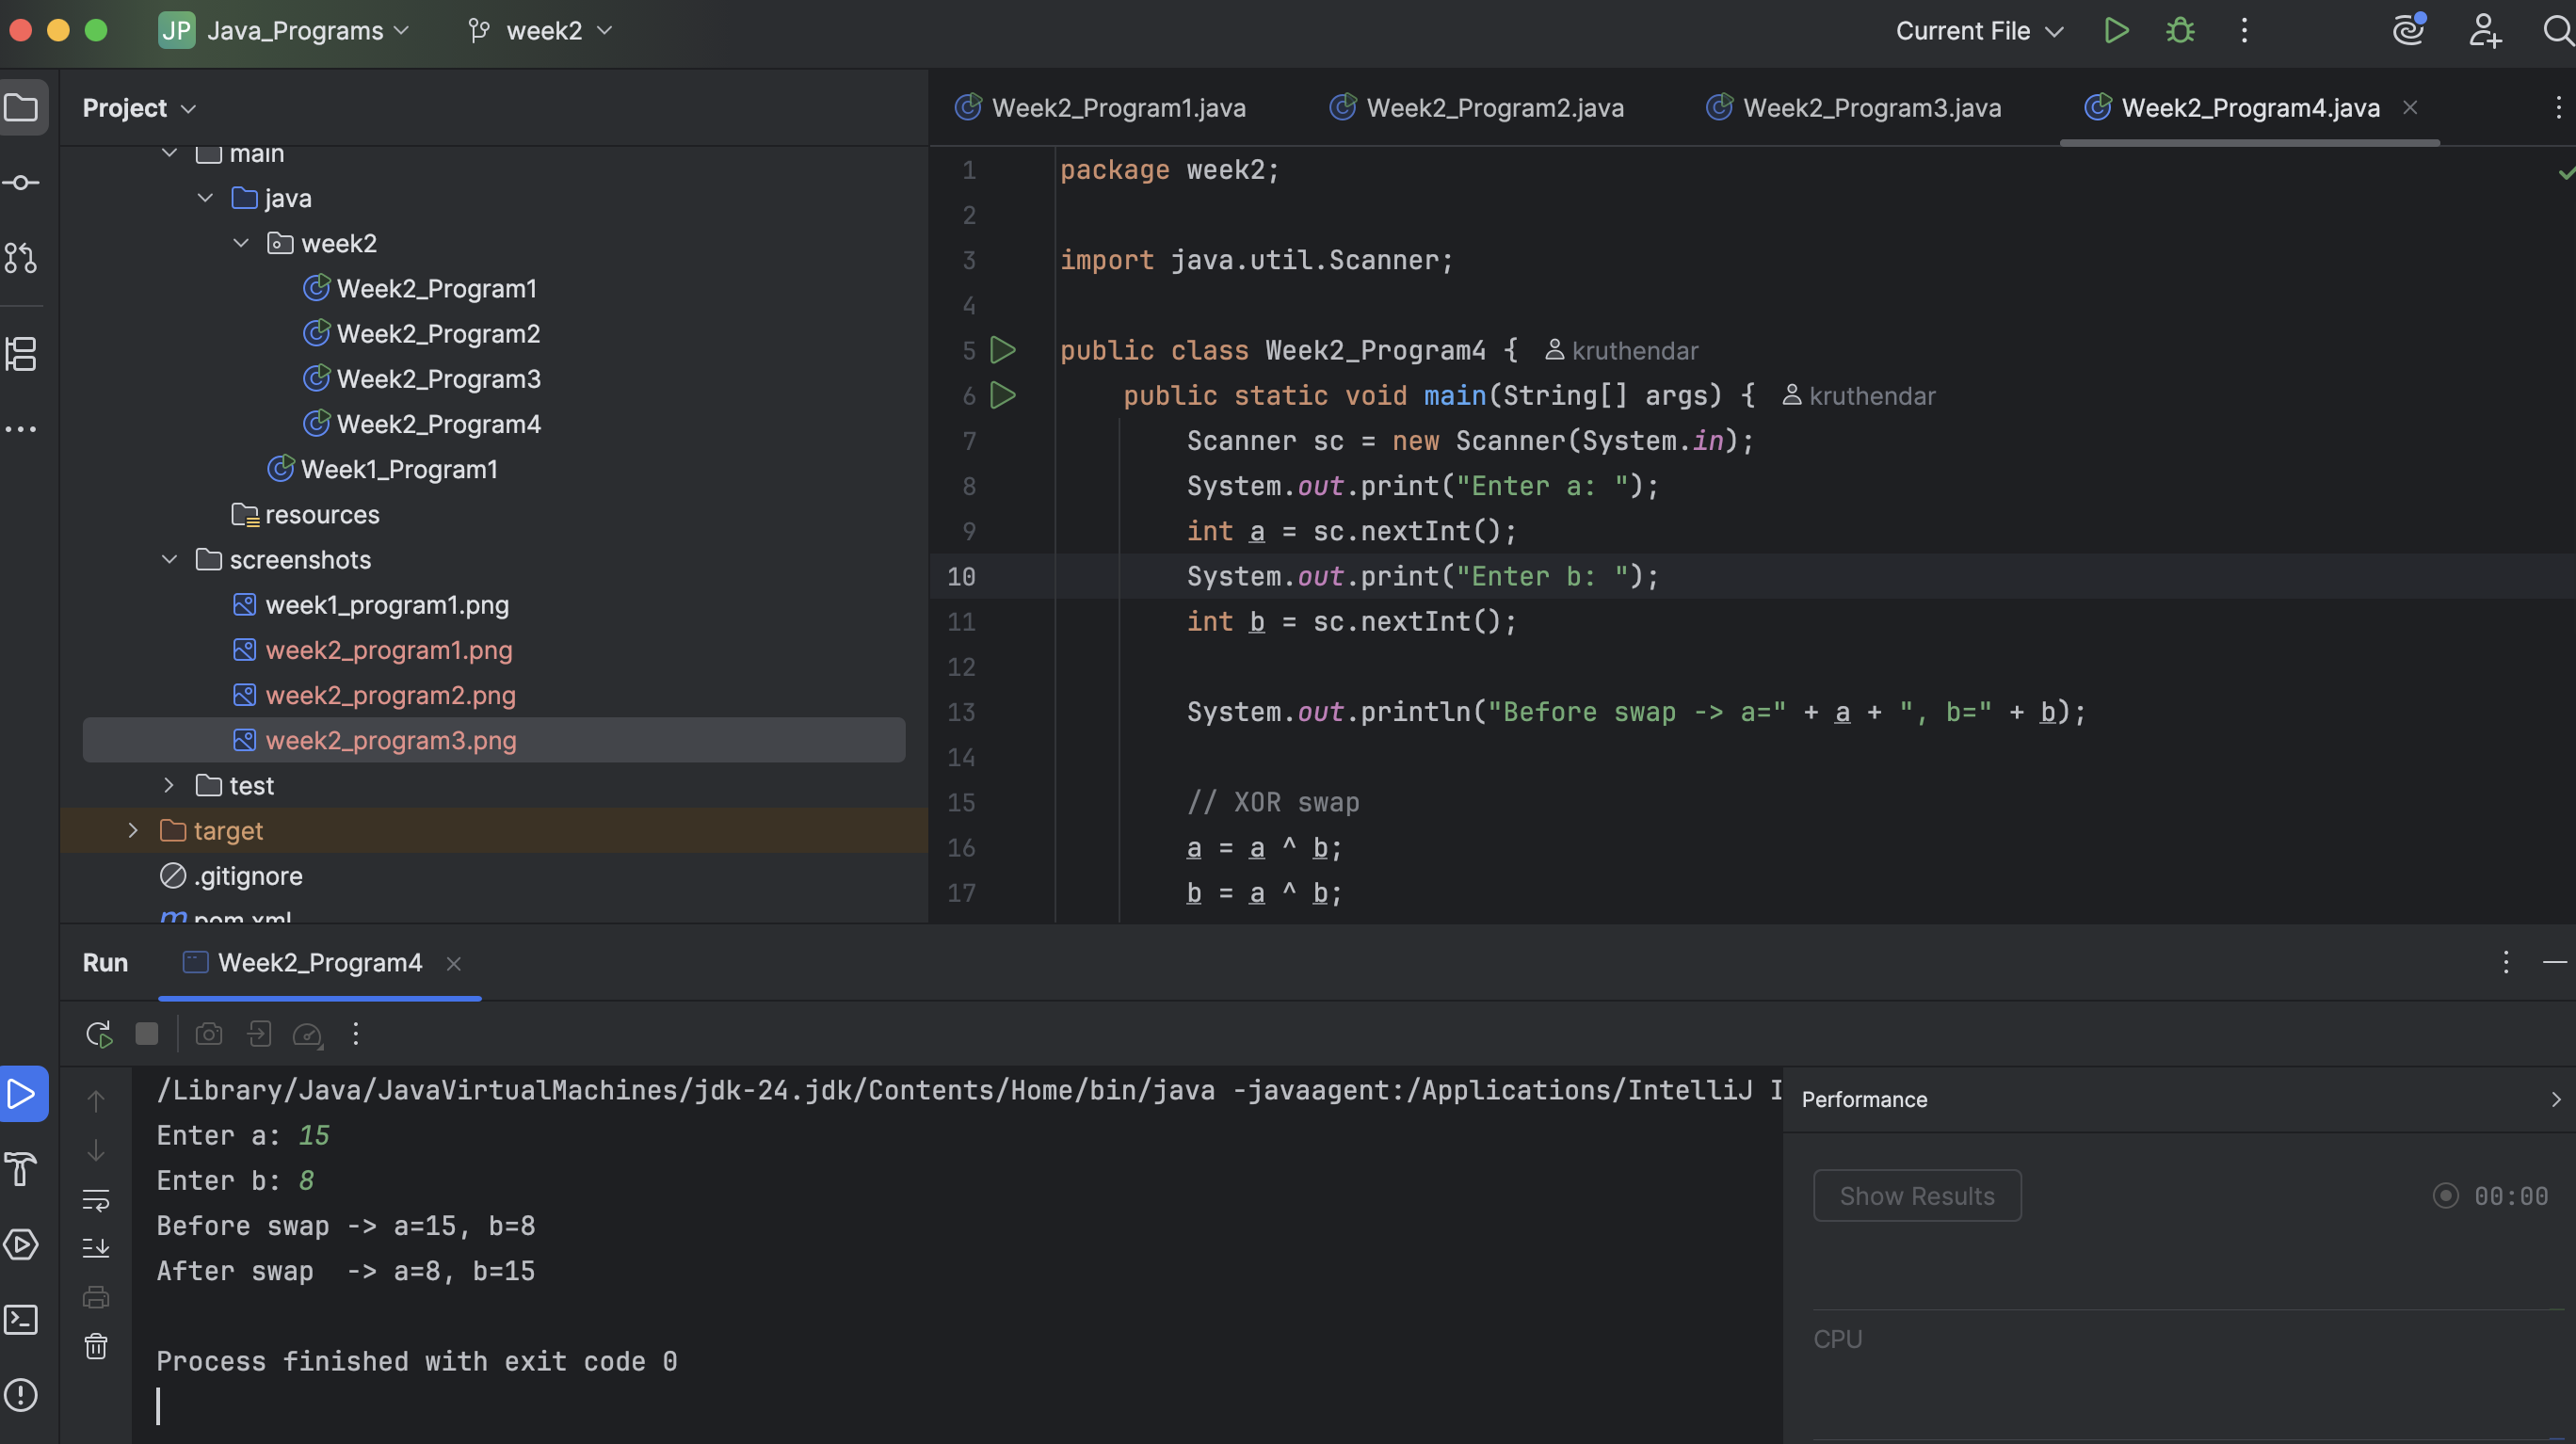 JP Java_Programs week2 Current File
Project
main
java
week2
Week2_Program1
Week2_Program2
Week2_Program3
Week2_Program4
Week1_Program1
resources
screenshots
week1_program1.png
week2_program1.png
week2_program2.png
week2_program3.png
test
target
.gitignore
pom.xml
Week2_Program1.java Week2_Program2.java Week2_Program3.java Week2_Program4.java
1 package week2;
2
3 import java.util.Scanner;
4
5 public class Week2_Program4 { kruthendar
6 public static void main(String[] args) { kruthendar
7 Scanner sc = new Scanner(System.in);
8 System.out.print("Enter a: ");
9 int a = sc.nextInt();
10 System.out.print("Enter b: ");
11 int b = sc.nextInt();
12
13 System.out.println("Before swap -> a=" + a + ", b=" + b);
14
15 // XOR swap
16 a = a ^ b;
17 b = a ^ b;
Run Week2_Program4
/Library/Java/JavaVirtualMachines/jdk-24.jdk/Contents/Home/bin/java -javaagent:/Applications/IntelliJ I
Enter a: 15
Enter b: 8
Before swap -> a=15, b=8
After swap  -> a=8, b=15
Process finished with exit code 0
Performance
Show Results 00:00
CPU